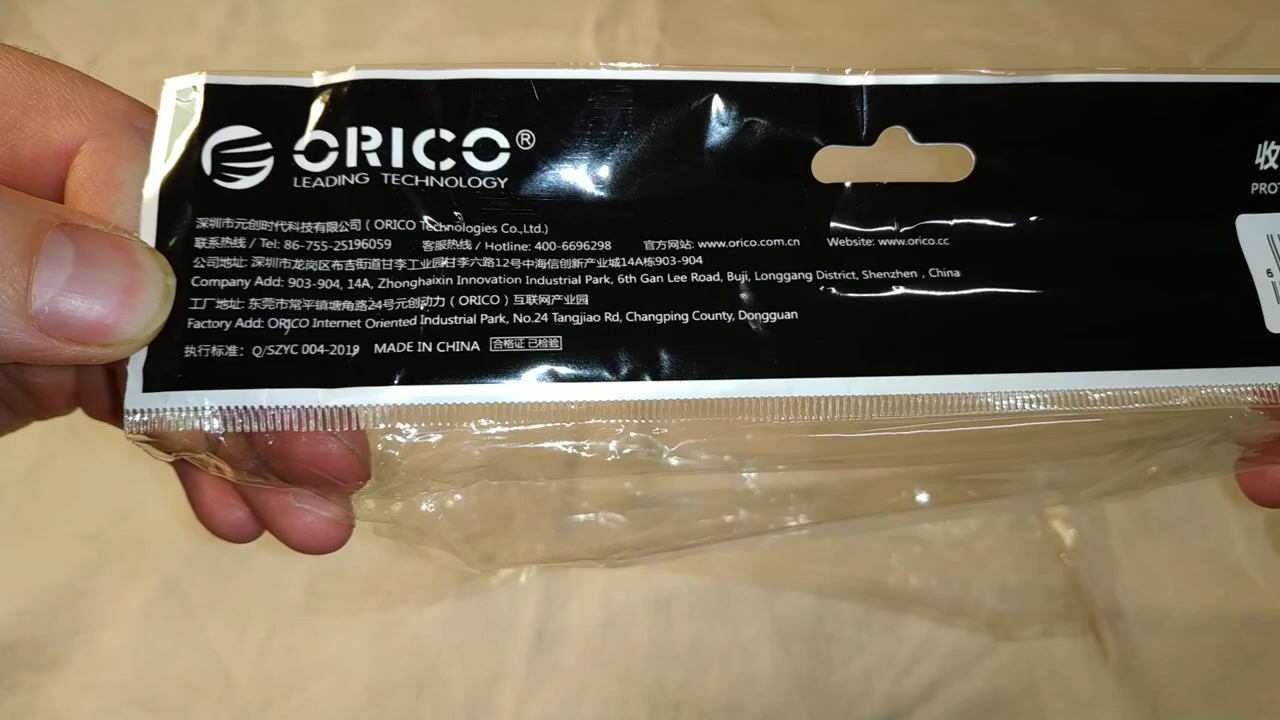 ORICO®
LEADING TECHNOLOGY
深圳市元创时代科技有限公司 ( ORICO Technologies Co.,Ltd.)
联系热线 / Tel: 86-755-25196059 客服热线 / Hotline: 400-6696298 官方网站: www.orico.com.cn Website: www.orico.cc
公司地址: 深圳市龙岗区布吉街道甘李工业园甘李六路12号中海信创新产业城14A栋903-904
Company Add: 903-904, 14A, Zhonghaixin Innovation Industrial Park, 6th Gan Lee Road, Buji, Longgang District, Shenzhen , China
工厂地址: 东莞市常平镇塘角路24号元创动力 ( ORICO ) 互联网产业园
Factory Add: ORICO Internet Oriented Industrial Park, No.24 Tangjiao Rd, Changping County, Dongguan
执行标准: Q/SZYC 004-2019 MADE IN CHINA 合格证 已检验
收
PROT
6